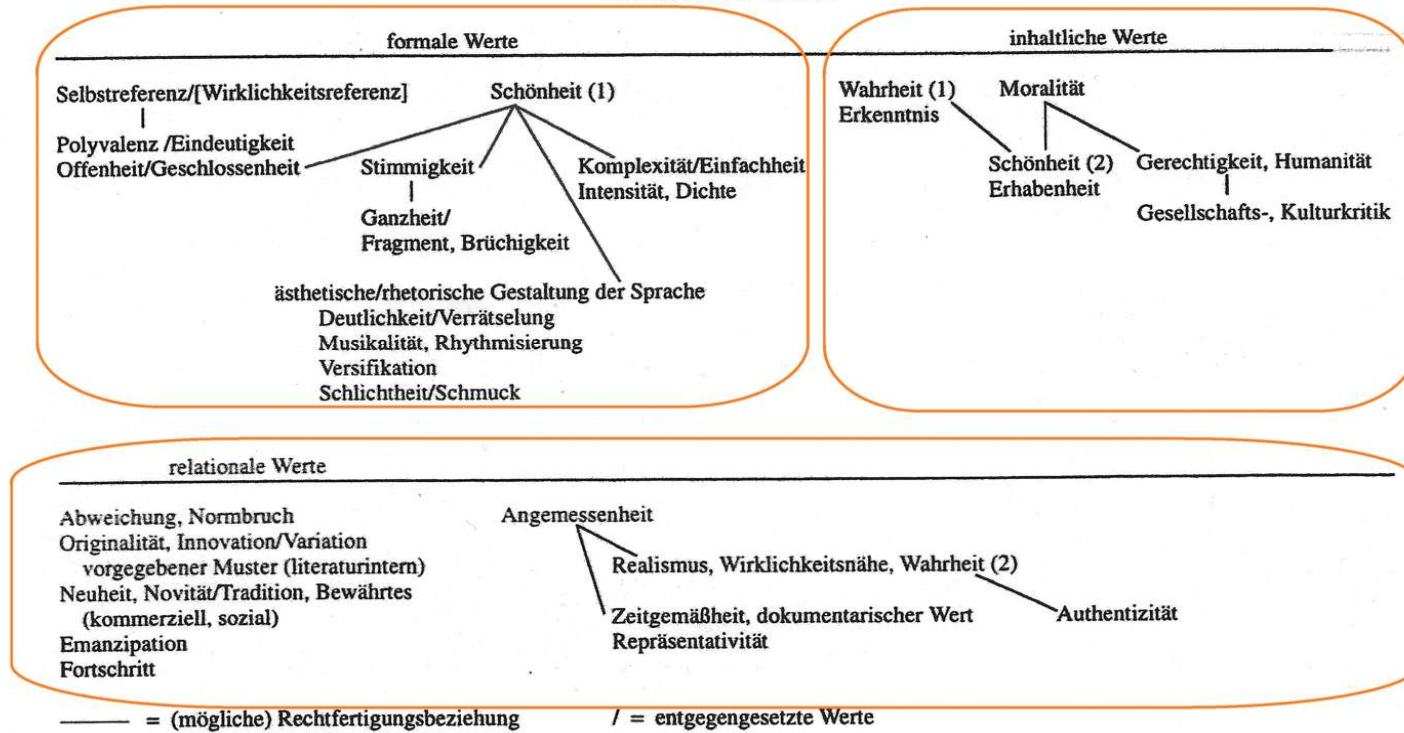 formale Werte
Selbstreferenz/[Wirklichkeitsreferenz]
Schönheit (1)
Polyvalenz /Eindeutigkeit
Offenheit/Geschlossenheit
Stimmigkeit
Ganzheit/
Fragment, Brüchigkeit
Komplexität/Einfachheit
Intensität, Dichte
ästhetische/rhetorische Gestaltung der Sprache
Deutlichkeit/Verrätselung
Musikalität, Rhythmisierung
Versifikation
Schlichtheit/Schmuck
inhaltliche Werte
Wahrheit (1)
Erkenntnis
Moralität
Schönheit (2)
Erhabenheit
Gerechtigkeit, Humanität
Gesellschafts-, Kulturkritik
relationale Werte
Abweichung, Normbruch
Originalität, Innovation/Variation
vorgegebener Muster (literaturintern)
Neuheit, Novität/Tradition, Bewährtes
(kommerziell, sozial)
Emanzipation
Fortschritt
Angemessenheit
Realismus, Wirklichkeitsnähe, Wahrheit (2)
Zeitgemäßheit, dokumentarischer Wert
Repräsentativität
Authentizität
= (mögliche) Rechtfertigungsbeziehung
/ = entgegengesetzte Werte